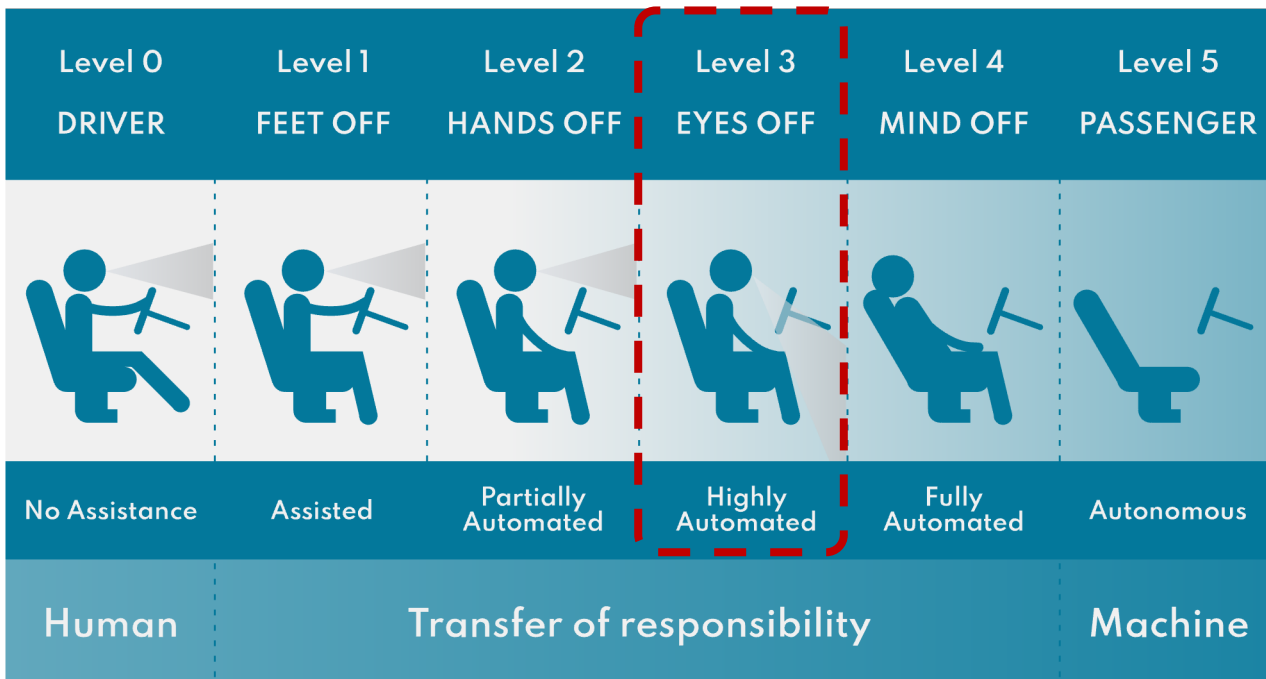 Level 0
DRIVER
Level 1
FEET OFF
Level 2
HANDS OFF
Level 3
EYES OFF
Level 4
MIND OFF
Level 5
PASSENGER
No Assistance
Assisted
Partially
Automated
Highly
Automated
Fully
Automated
Autonomous
Human
Transfer of responsibility
Machine